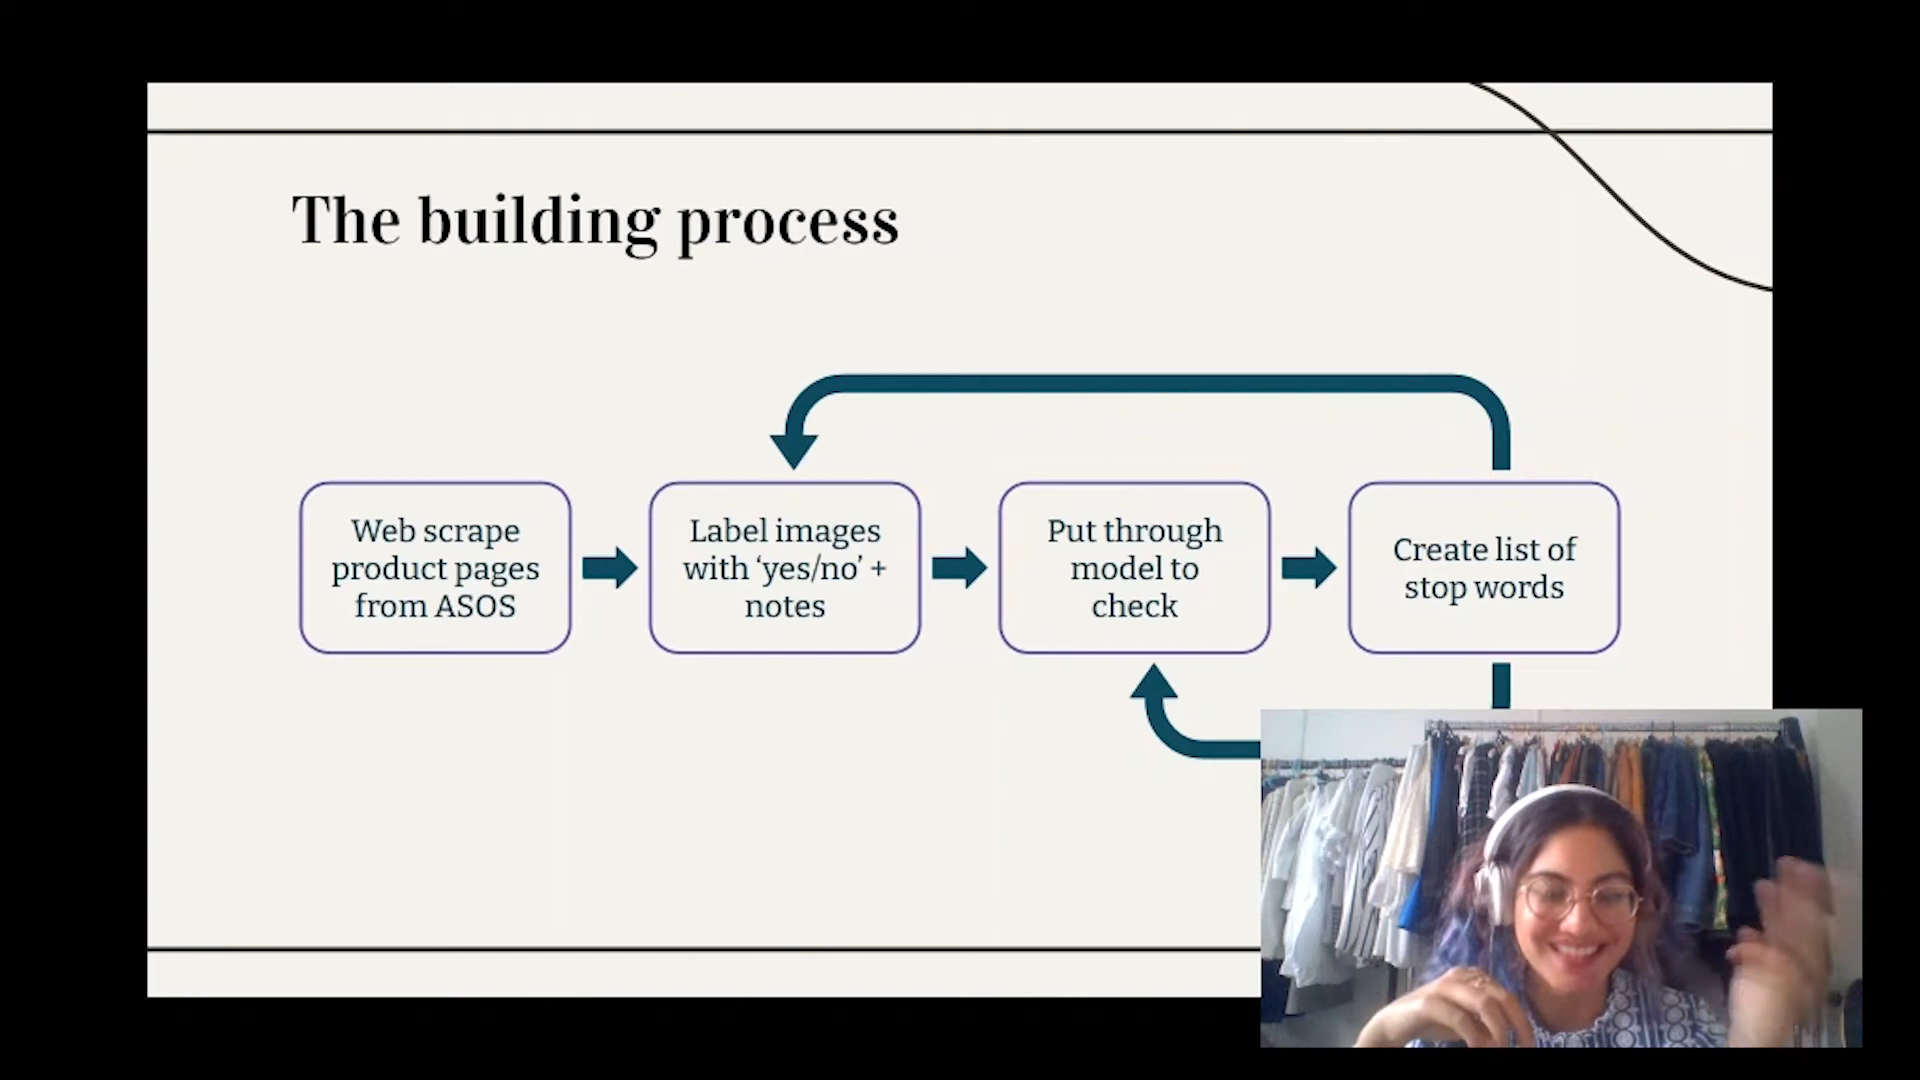 The building process
Web scrape
product pages
from ASOS
Label images
with ‘yes/no’ +
notes
Put through
model to
check
Create list of
stop words